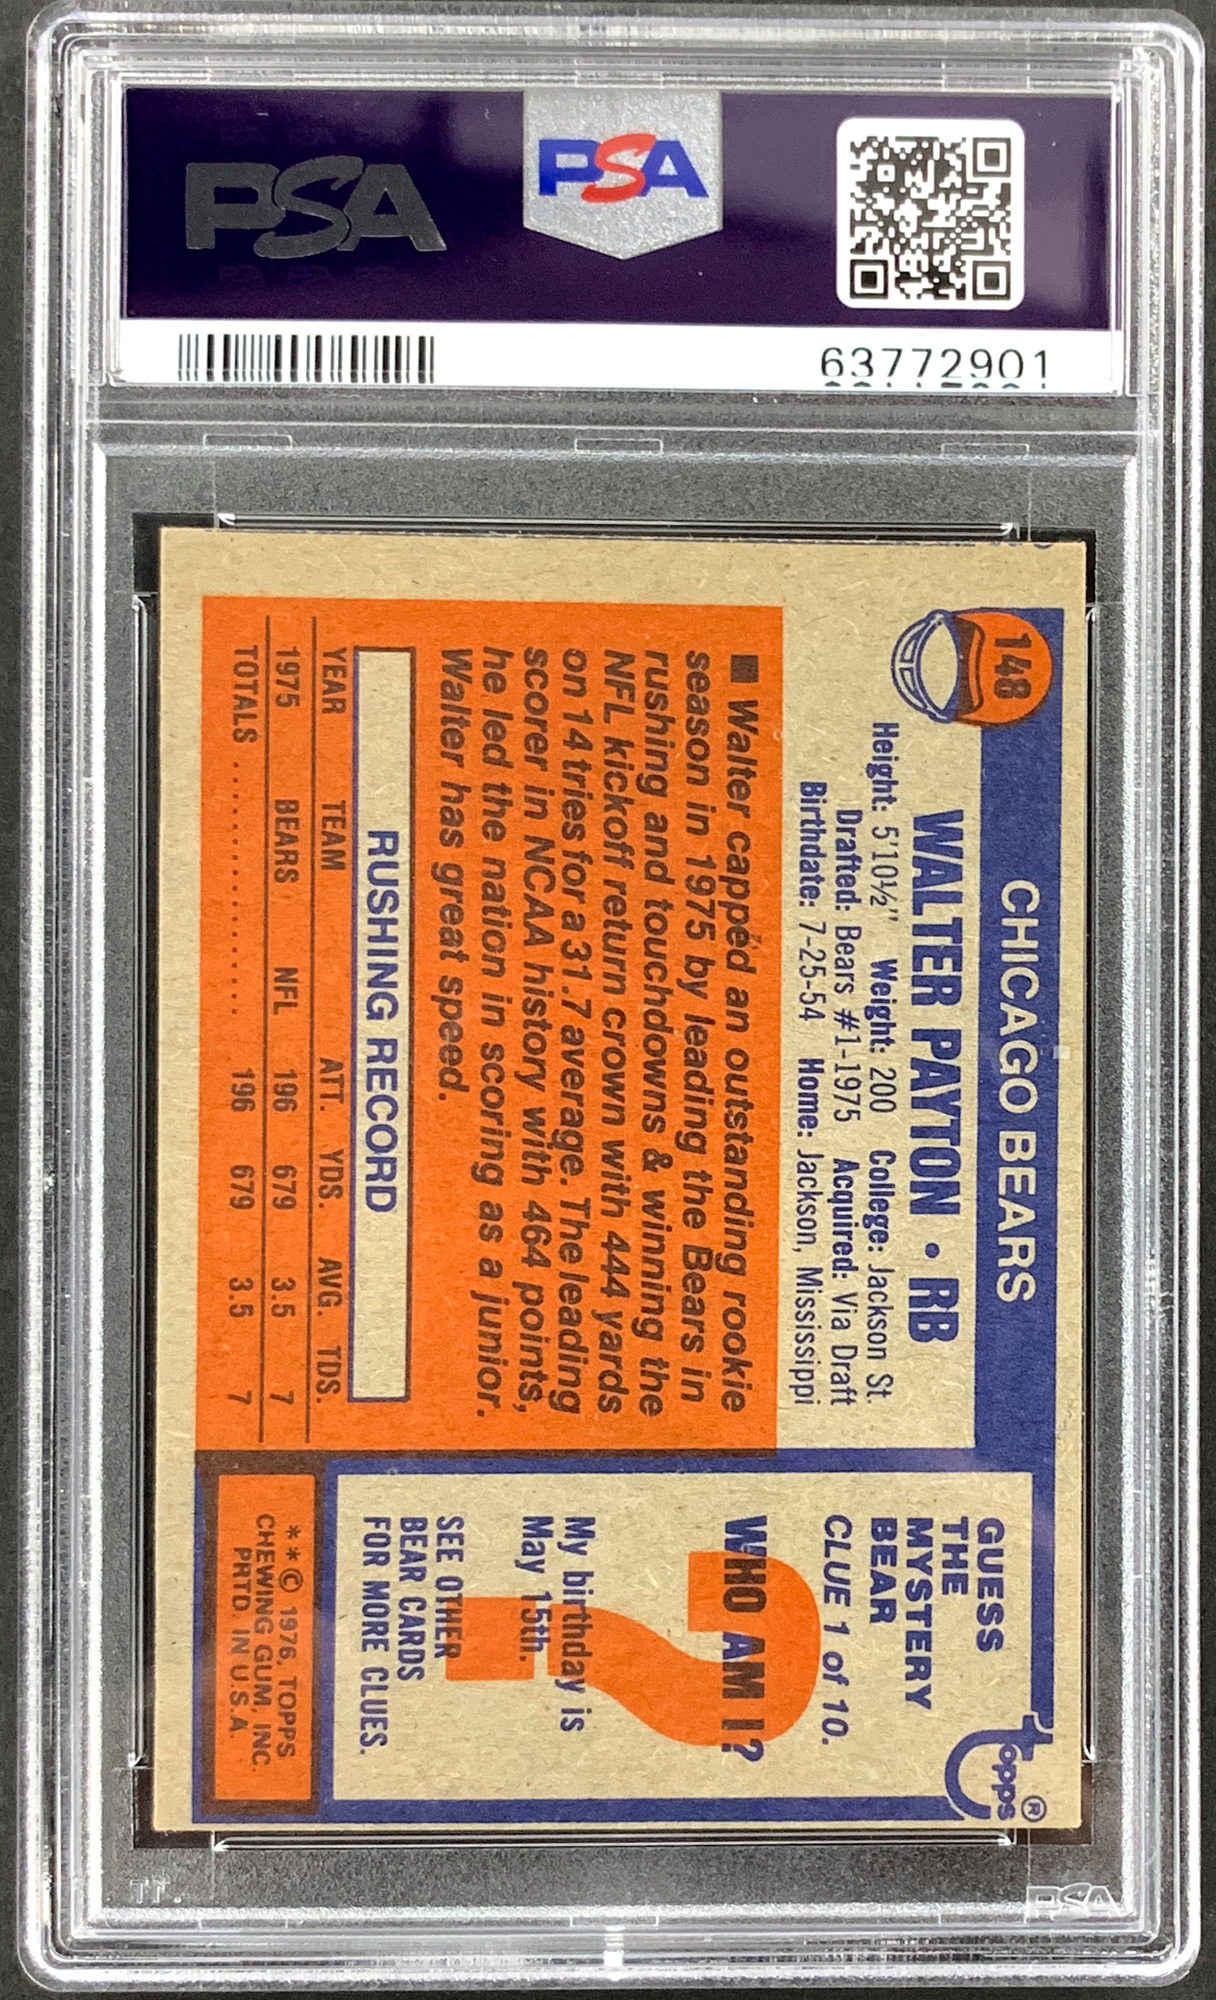 PSA
PSA
63772901
148
CHICAGO BEARS
WALTER PAYTON • RB
Height: 5'10½" Weight: 200 College: Jackson St.
Drafted: Bears #1-1975 Acquired: Via Draft
Birthdate: 7-25-54 Home: Jackson, Mississippi
■ Walter capped an outstanding rookie
season in 1975 by leading the Bears in
rushing and touchdowns & winning the
NFL kickoff return crown with 444 yards
on 14 tries for a 31.7 average. The leading
scorer in NCAA history with 464 points,
he led the nation in scoring as a junior.
Walter has great speed.
RUSHING RECORD
YEAR TEAM ATT. YDS. AVG. TDS.
1975 BEARS NFL 196 679 3.5 7
TOTALS .................... 196 679 3.5 7
topps®
GUESS
THE
MYSTERY
BEAR
CLUE 1 of 10.
WHO AM I?
My birthday is
May 15th.
SEE OTHER
BEAR CARDS
FOR MORE CLUES.
**© 1976, TOPPS
CHEWING GUM, INC.
PRTD. IN U.S.A.
PSA